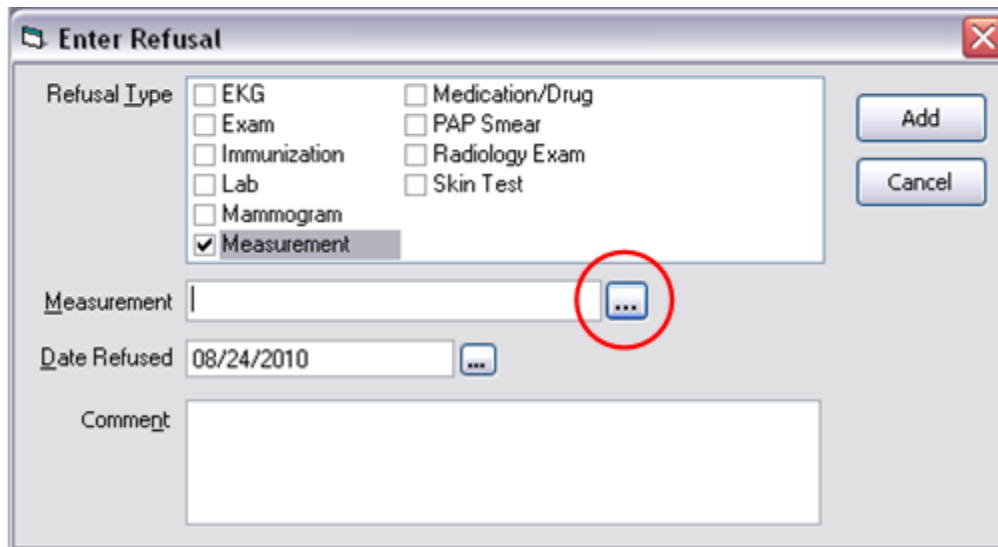 Enter Refusal
Refusal Type
EKG
Exam
Immunization
Lab
Mammogram
Measurement
Medication/Drug
PAP Smear
Radiology Exam
Skin Test
Add
Cancel
Measurement
...
Date Refused 08/24/2010 ...
Comment